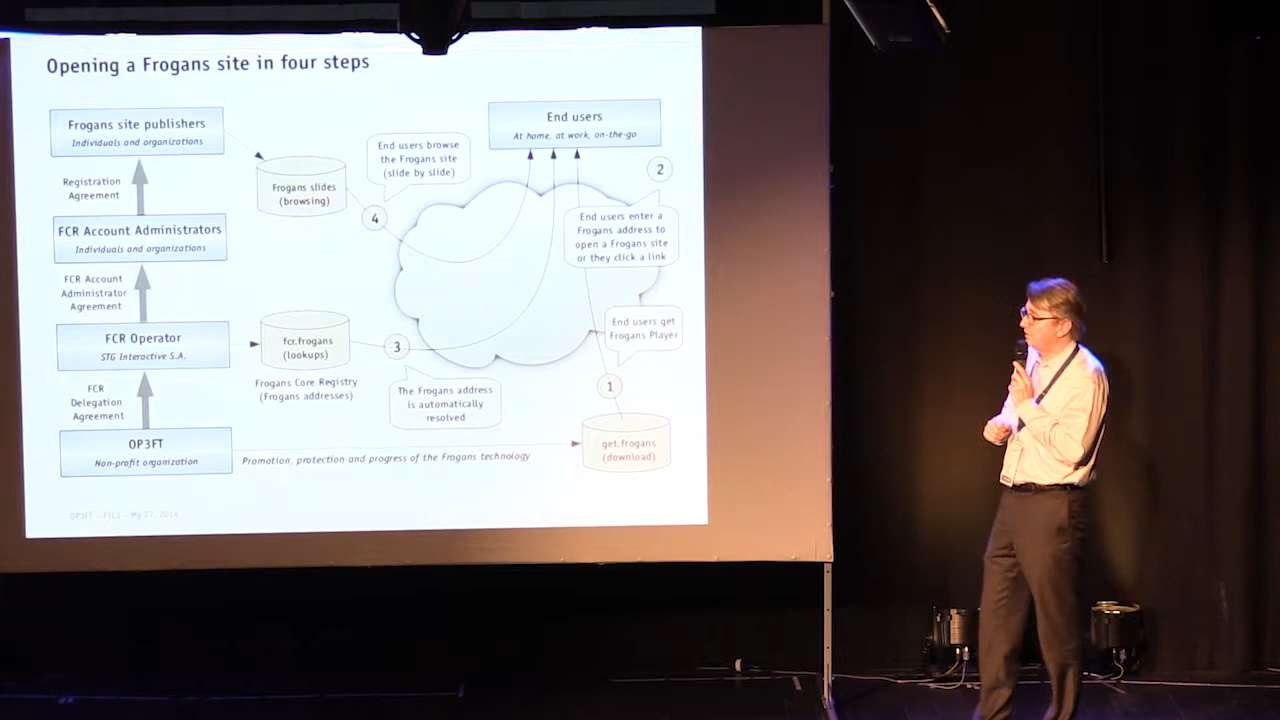 Opening a Frogans site in four steps
Frogans site publishers
Individuals and organizations
Registration
Agreement
FCR Account Administrators
Individuals and organizations
FCR Account
Administrator
Agreement
FCR Operator
STG Interactive S.A.
FCR
Delegation
Agreement
OP3FT
Non-profit organization
Frogans slides
(browsing)
End users browse
the Frogans site
(slide by slide)
4
End users
At home, at work, on-the-go
2
End users enter a
Frogans address to
open a Frogans site
or they click a link
fcr.frogans
(lookups)
Frogans Core Registry
(Frogans addresses)
3
The Frogans address
is automatically
resolved
End users get
Frogans Player
1
get.frogans
(download)
Promotion, protection and progress of the Frogans technology
OP3FT – FTCL – My 27, 2014